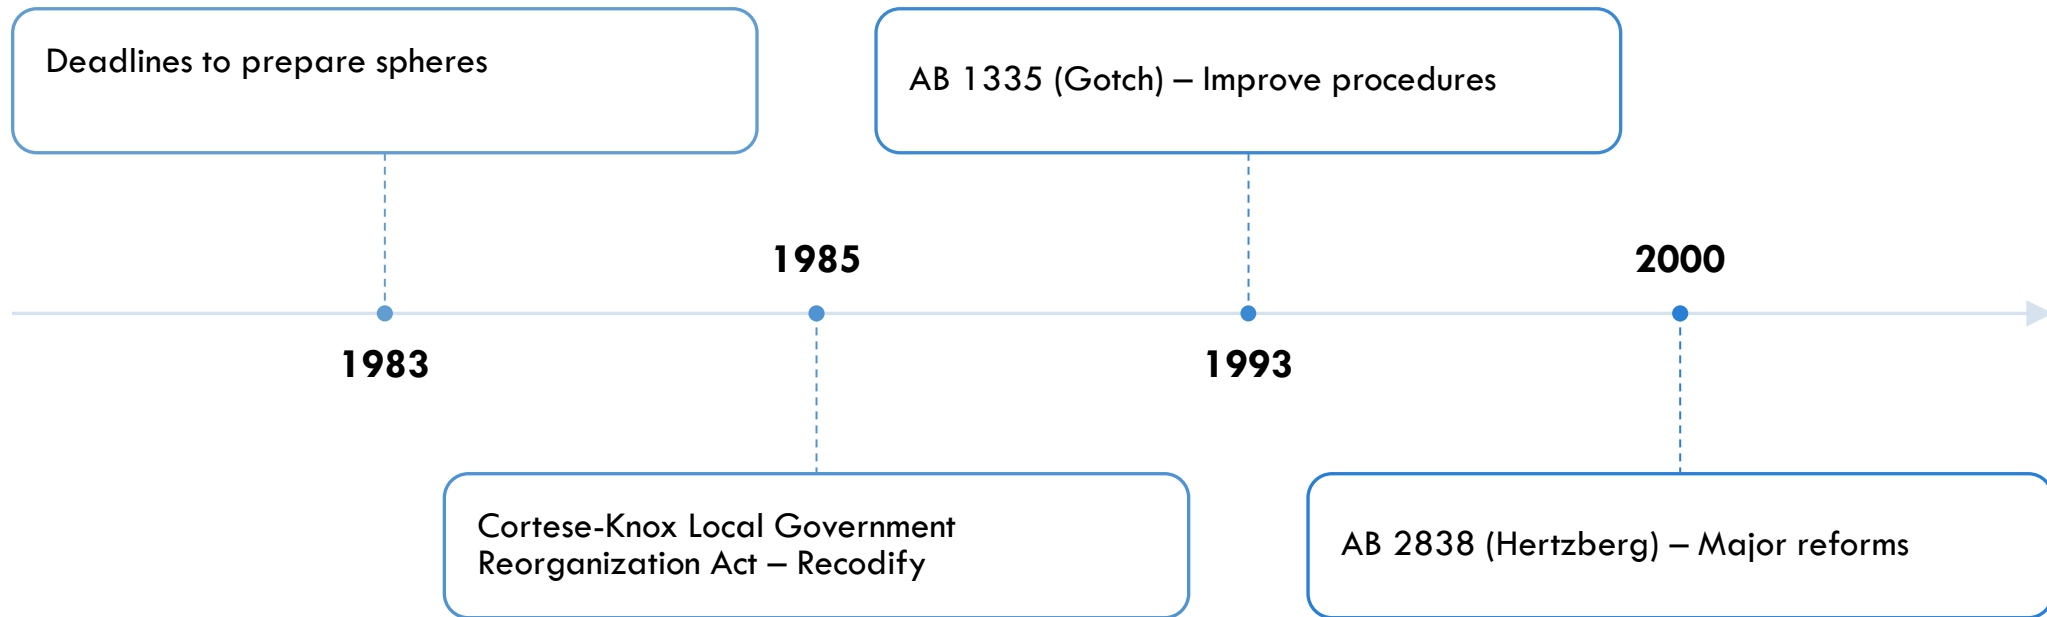 Deadlines to prepare spheres
AB 1335 (Gotch) – Improve procedures
1985
2000
1983
1993
Cortese-Knox Local Government
Reorganization Act – Recodify
AB 2838 (Hertzberg) – Major reforms